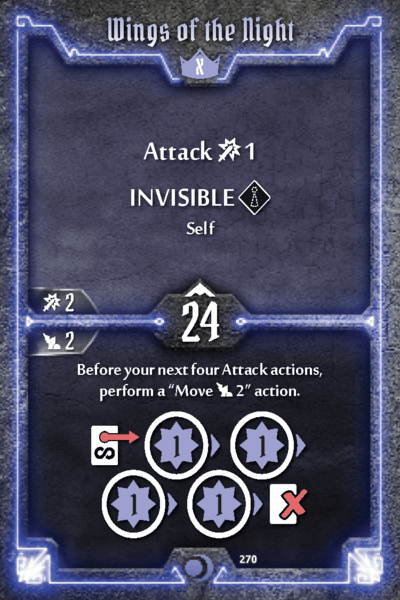 Wings of the Night
X
Attack 1
INVISIBLE
Self
2
24
2
Before your next four Attack actions,
perform a “Move 2” action.
1 1
1 1
270